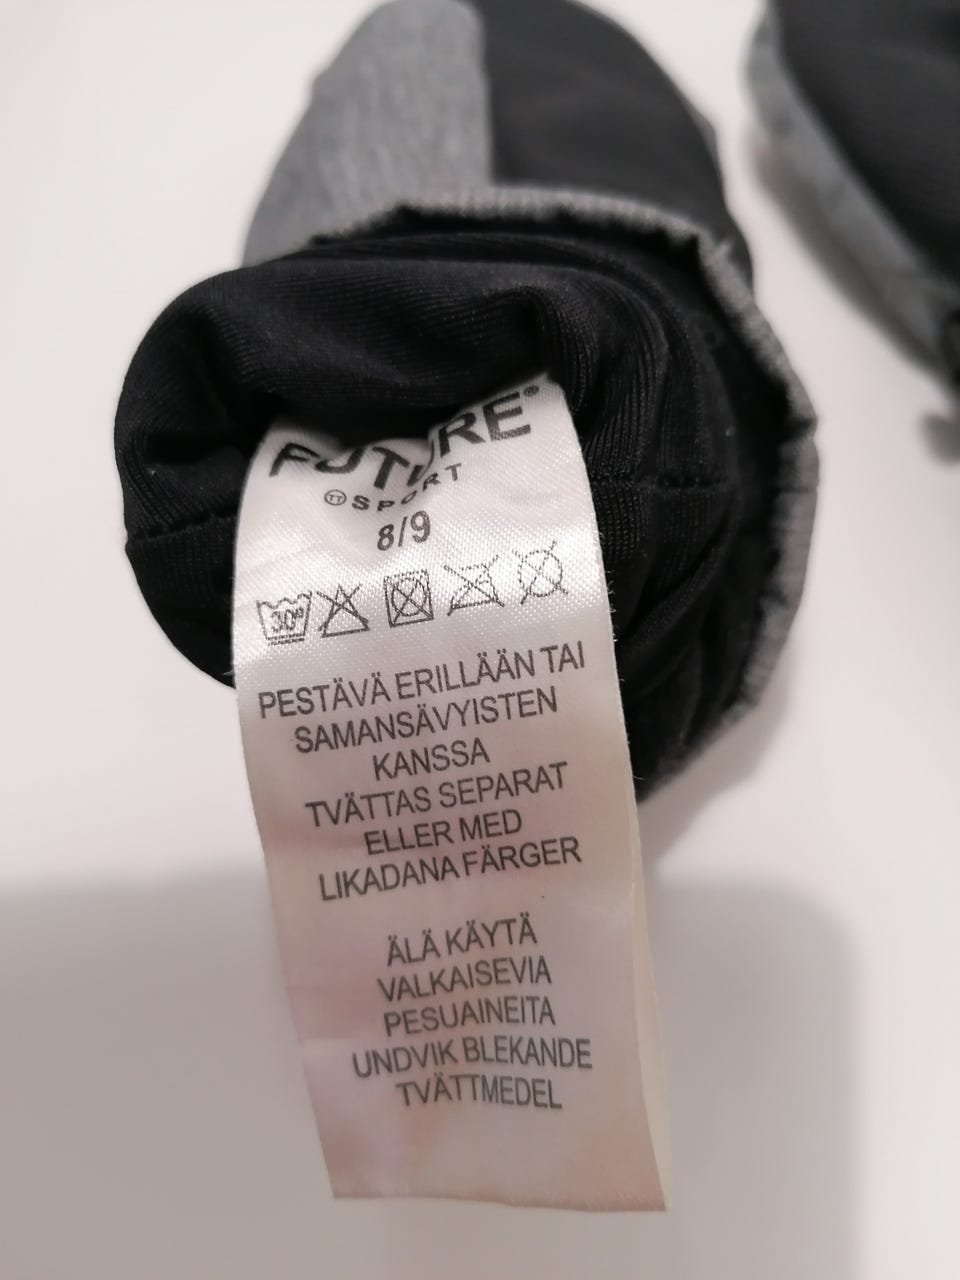 FUTURE®
TT SPORT
8/9
30°
PESTÄVÄ ERILLÄÄN TAI
SAMANSÄVYISTEN
KANSSA
TVÄTTAS SEPARAT
ELLER MED
LIKADANA FÄRGER
ÄLÄ KÄYTÄ
VALKAISEVIA
PESUAINEITA
UNDVIK BLEKANDE
TVÄTTMEDEL